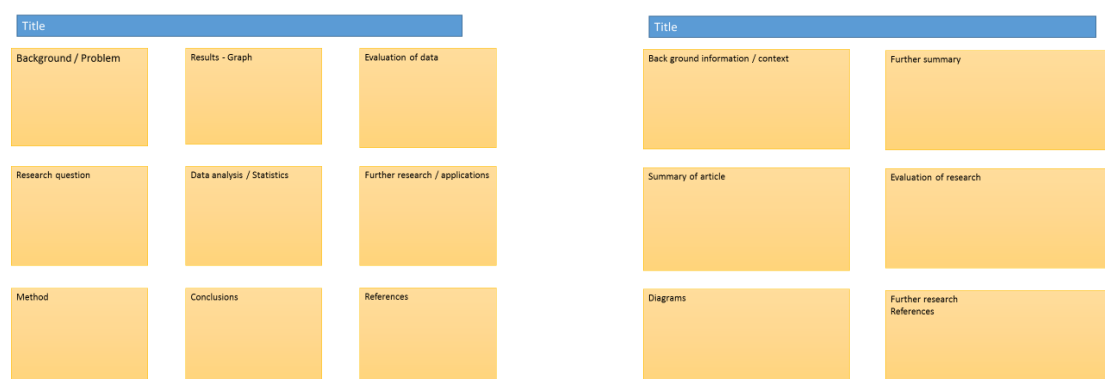 Title
Background / Problem
Results - Graph
Evaluation of data
Research question
Data analysis / Statistics
Further research / applications
Method
Conclusions
References
Title
Back ground information / context
Further summary
Summary of article
Evaluation of research
Diagrams
Further research
References